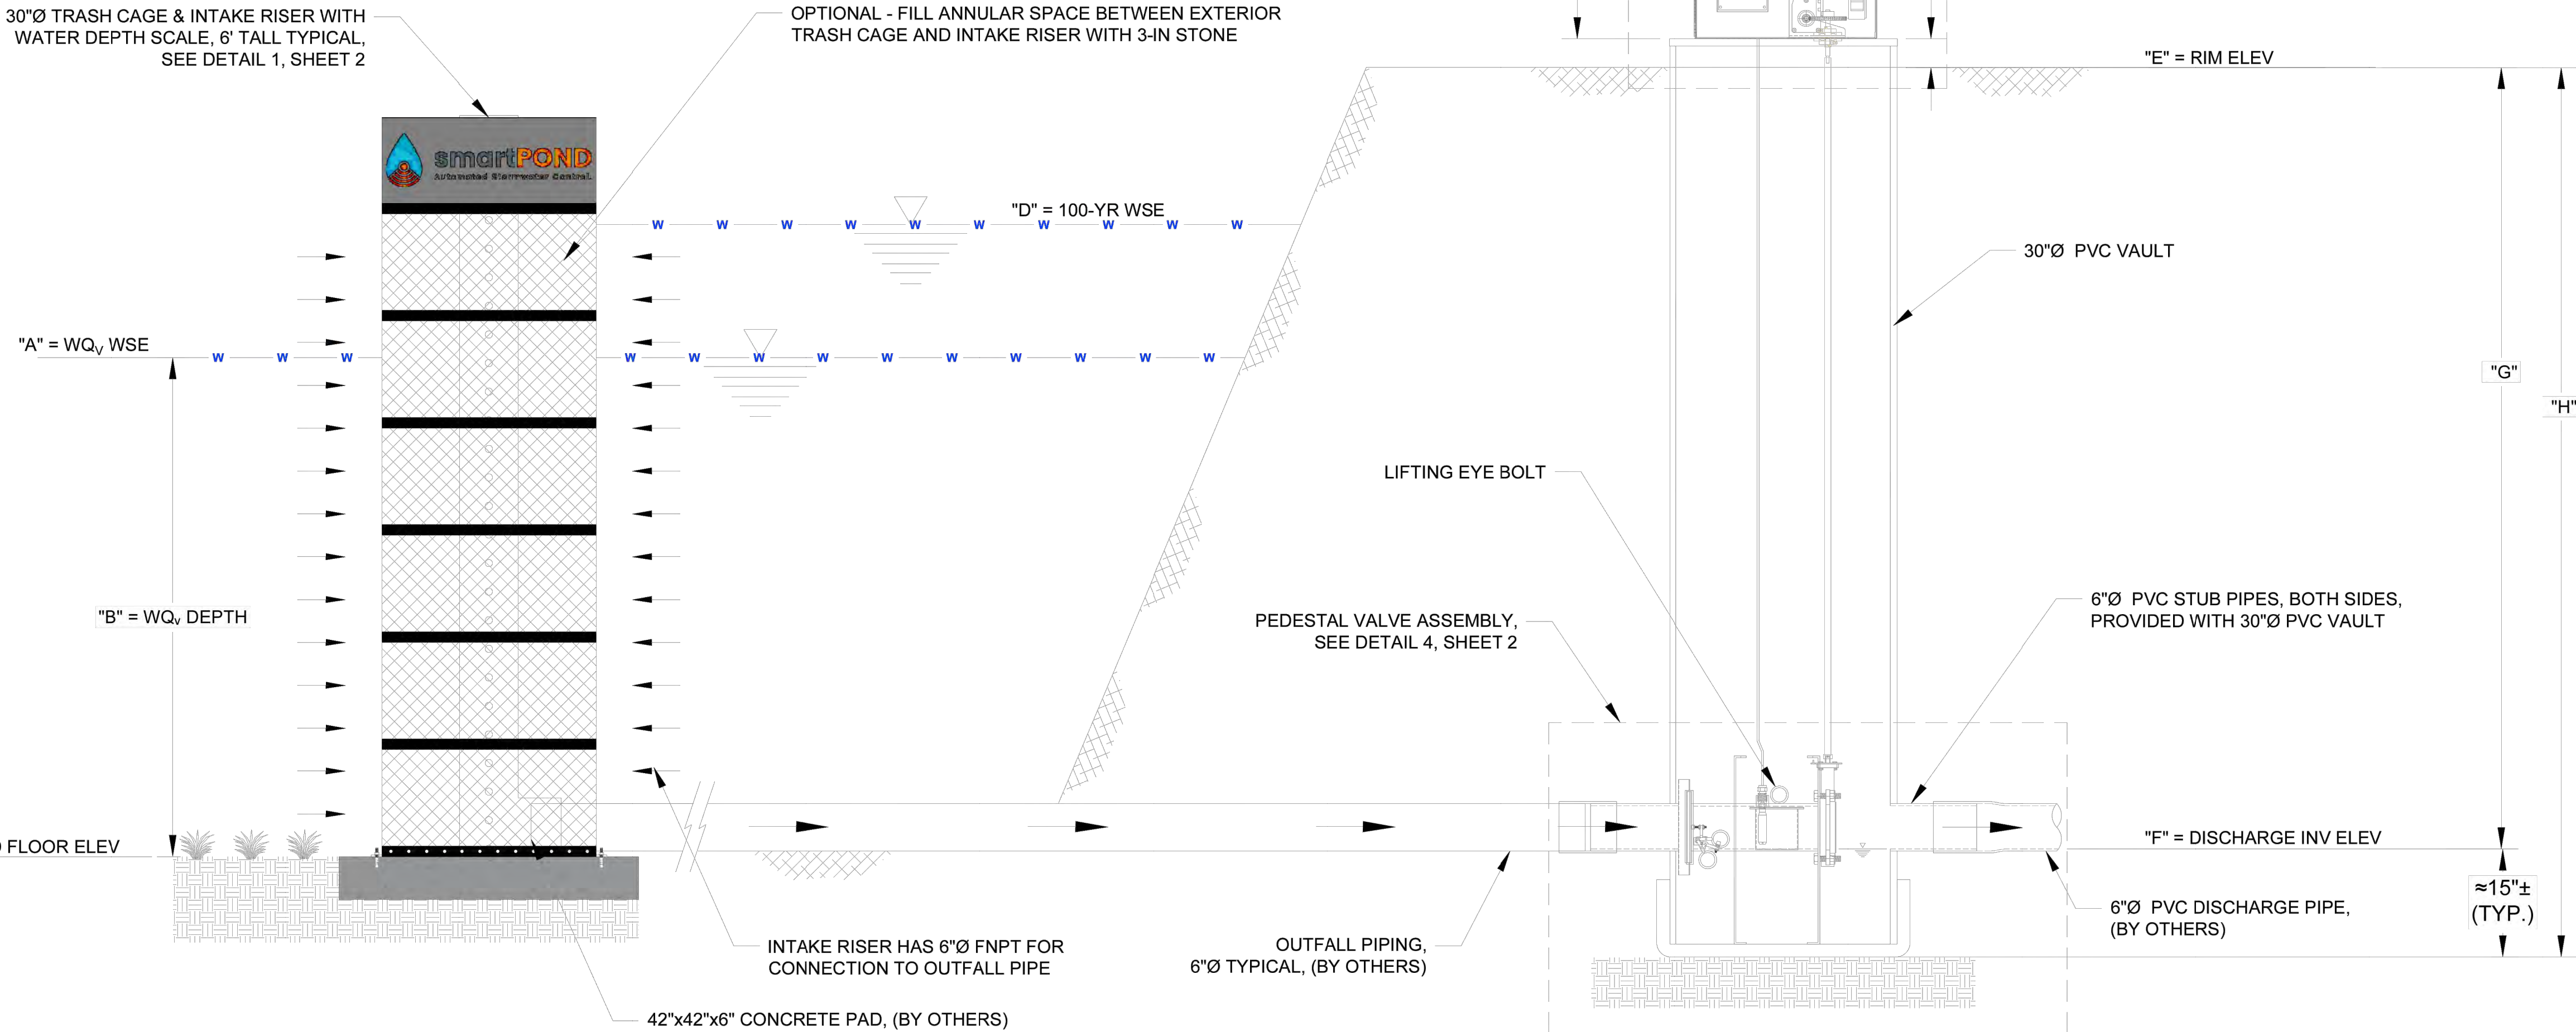 30"Ø TRASH CAGE & INTAKE RISER WITH
WATER DEPTH SCALE, 6' TALL TYPICAL,
SEE DETAIL 1, SHEET 2
OPTIONAL - FILL ANNULAR SPACE BETWEEN EXTERIOR
TRASH CAGE AND INTAKE RISER WITH 3-IN STONE
"E" = RIM ELEV
smartPOND
Automated Stormwater Control.
"D" = 100-YR WSE
W W W W W W W W W W
30"Ø PVC VAULT
"A" = WQV WSE
W W W
W W W W W W W W W W
"G"
"H"
LIFTING EYE BOLT
"B" = WQv DEPTH
PEDESTAL VALVE ASSEMBLY,
SEE DETAIL 4, SHEET 2
6"Ø PVC STUB PIPES, BOTH SIDES,
PROVIDED WITH 30"Ø PVC VAULT
FLOOR ELEV
"F" = DISCHARGE INV ELEV
≈15"±
(TYP.)
6"Ø PVC DISCHARGE PIPE,
(BY OTHERS)
INTAKE RISER HAS 6"Ø FNPT FOR
CONNECTION TO OUTFALL PIPE
OUTFALL PIPING,
6"Ø TYPICAL, (BY OTHERS)
42"x42"x6" CONCRETE PAD, (BY OTHERS)